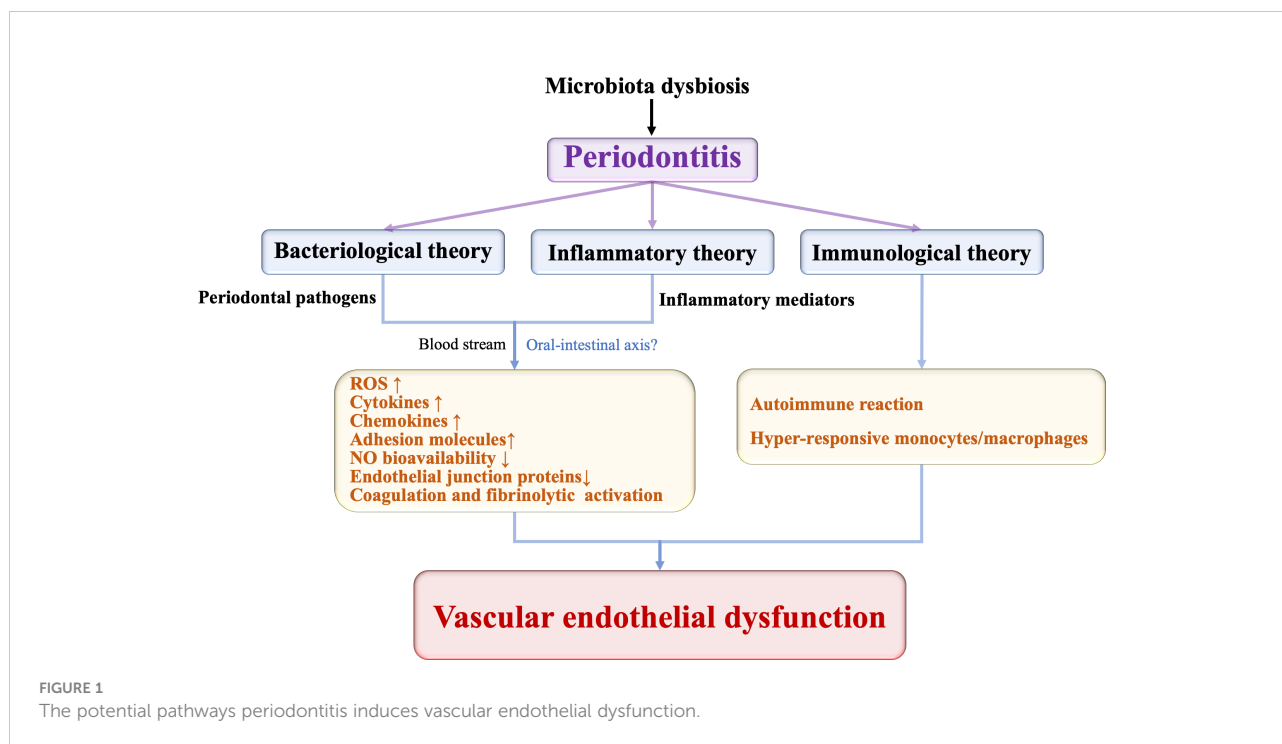 Microbiota dysbiosis
Periodontitis
Bacteriological theory
Inflammatory theory
Immunological theory
Periodontal pathogens
Inflammatory mediators
Blood stream
Oral-intestinal axis?
ROS ↑
Cytokines ↑
Chemokines ↑
Adhesion molecules↑
NO bioavailability ↓
Endothelial junction proteins↓
Coagulation and fibrinolytic activation
Autoimmune reaction
Hyper-responsive monocytes/macrophages
Vascular endothelial dysfunction
FIGURE 1
The potential pathways periodontitis induces vascular endothelial dysfunction.